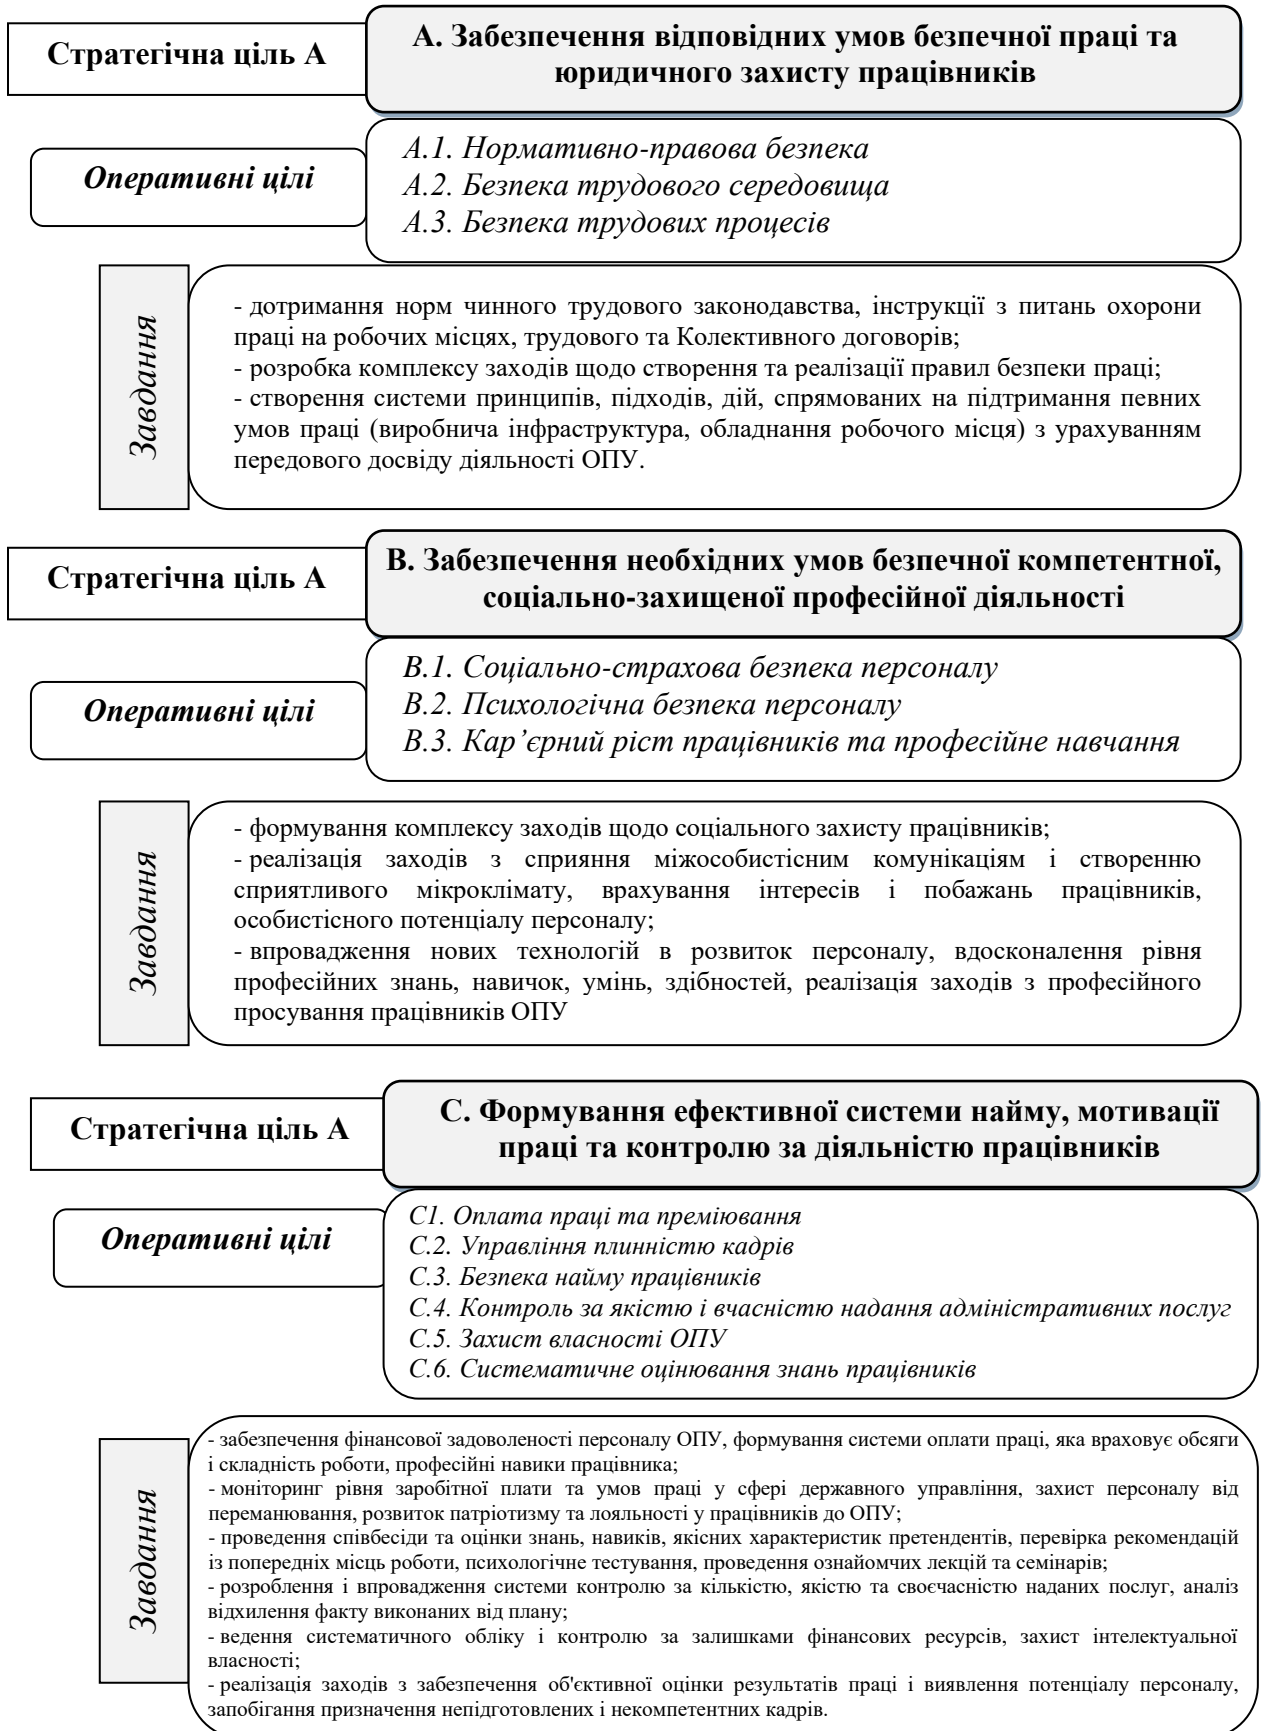 Стратегічна ціль А
А. Забезпечення відповідних умов безпечної праці та
юридичного захисту працівників
Оперативні цілі
А.1. Нормативно-правова безпека
А.2. Безпека трудового середовища
А.3. Безпека трудових процесів
Завдання
- дотримання норм чинного трудового законодавства, інструкції з питань охорони
праці на робочих місцях, трудового та Колективного договорів;
- розробка комплексу заходів щодо створення та реалізації правил безпеки праці;
- створення системи принципів, підходів, дій, спрямованих на підтримання певних
умов праці (виробнича інфраструктура, обладнання робочого місця) з урахуванням
передового досвіду діяльності ОПУ.
Стратегічна ціль А
В. Забезпечення необхідних умов безпечної компетентної,
соціально-захищеної професійної діяльності
Оперативні цілі
В.1. Соціально-страхова безпека персоналу
В.2. Психологічна безпека персоналу
В.3. Кар’єрний ріст працівників та професійне навчання
Завдання
- формування комплексу заходів щодо соціального захисту працівників;
- реалізація заходів з сприяння міжособистісним комунікаціям і створенню
сприятливого мікроклімату, врахування інтересів і побажань працівників,
особистісного потенціалу персоналу;
- впровадження нових технологій в розвиток персоналу, вдосконалення рівня
професійних знань, навичок, умінь, здібностей, реалізація заходів з професійного
просування працівників ОПУ
Стратегічна ціль А
С. Формування ефективної системи найму, мотивації
праці та контролю за діяльністю працівників
Оперативні цілі
С1. Оплата праці та преміювання
С.2. Управління плинністю кадрів
С.3. Безпека найму працівників
С.4. Контроль за якістю і вчасністю надання адміністративних послуг
С.5. Захист власності ОПУ
С.6. Систематичне оцінювання знань працівників
Завдання
- забезпечення фінансової задоволеності персоналу ОПУ, формування системи оплати праці, яка враховує обсяги
і складність роботи, професійні навики працівника;
- моніторинг рівня заробітної плати та умов праці у сфері державного управління, захист персоналу від
переманювання, розвиток патріотизму та лояльності у працівників до ОПУ;
- проведення співбесіди та оцінки знань, навиків, якісних характеристик претендентів, перевірка рекомендацій
із попередніх місць роботи, психологічне тестування, проведення ознайомчих лекцій та семінарів;
- розроблення і впровадження системи контролю за кількістю, якістю та своєчасністю наданих послуг, аналіз
відхилення факту виконаних від плану;
- ведення систематичного обліку і контролю за залишками фінансових ресурсів, захист інтелектуальної
власності;
- реалізація заходів з забезпечення об'єктивної оцінки результатів праці і виявлення потенціалу персоналу,
запобігання призначення непідготовлених і некомпетентних кадрів.